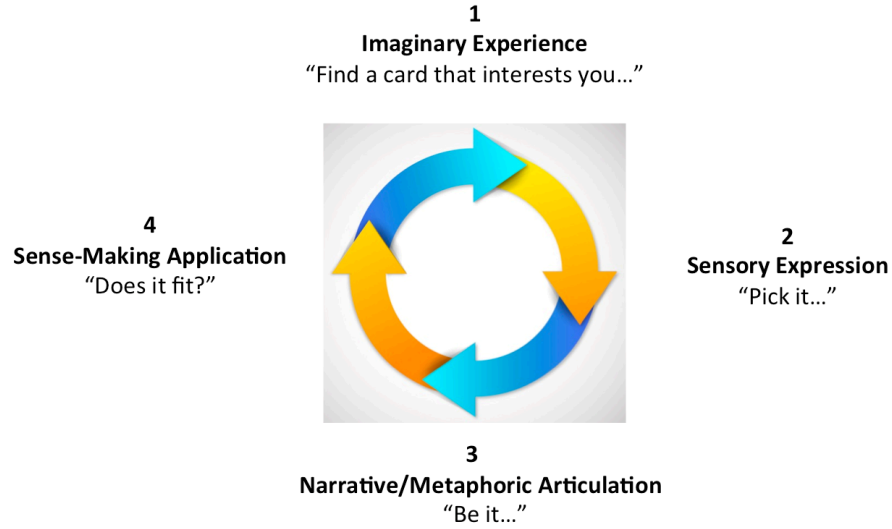 1
Imaginary Experience
“Find a card that interests you...”
2
Sensory Expression
“Pick it...”
3
Narrative/Metaphoric Articulation
“Be it...”
4
Sense-Making Application
“Does it fit?”